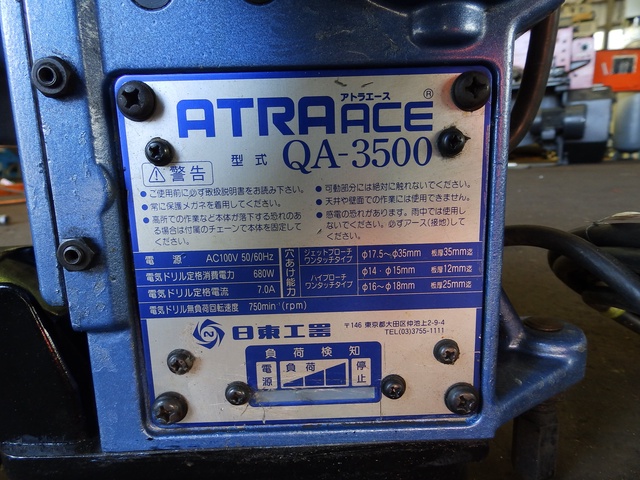 アトラエース
ATRAACE®
型式 QA-3500
⚠警告
●ご使用前に必ず取扱説明書をお読み下さい。
●常に保護メガネを着用してください。
●高所での作業など本体が落下する恐れのあ
る場合は付属のチェーンで本体を固定して
ください。
●可動部分には絶対に触れないでください。
●天井や壁面での作業には使用できません。
●感電の恐れがあります。雨中では使用し
ないでください。必ずアース(接地)して
ください。
電源 AC100V 50/60Hz
電気ドリル定格消費電力 680W
電気ドリル定格電流 7.0A
電気ドリル無負荷回転速度 750min⁻¹(rpm)
穴あけ能力
ジェットブローチ
ワンタッチタイプ
φ17.5〜φ35mm 板厚35mm迄
ハイブローチ
ワンタッチタイプ
φ14・φ15mm 板厚12mm迄
φ16〜φ18mm 板厚25mm迄
日東工器
〒146 東京都大田区仲池上2-9-4
TEL(03)3755-1111
負荷検知
電源 負荷 停止